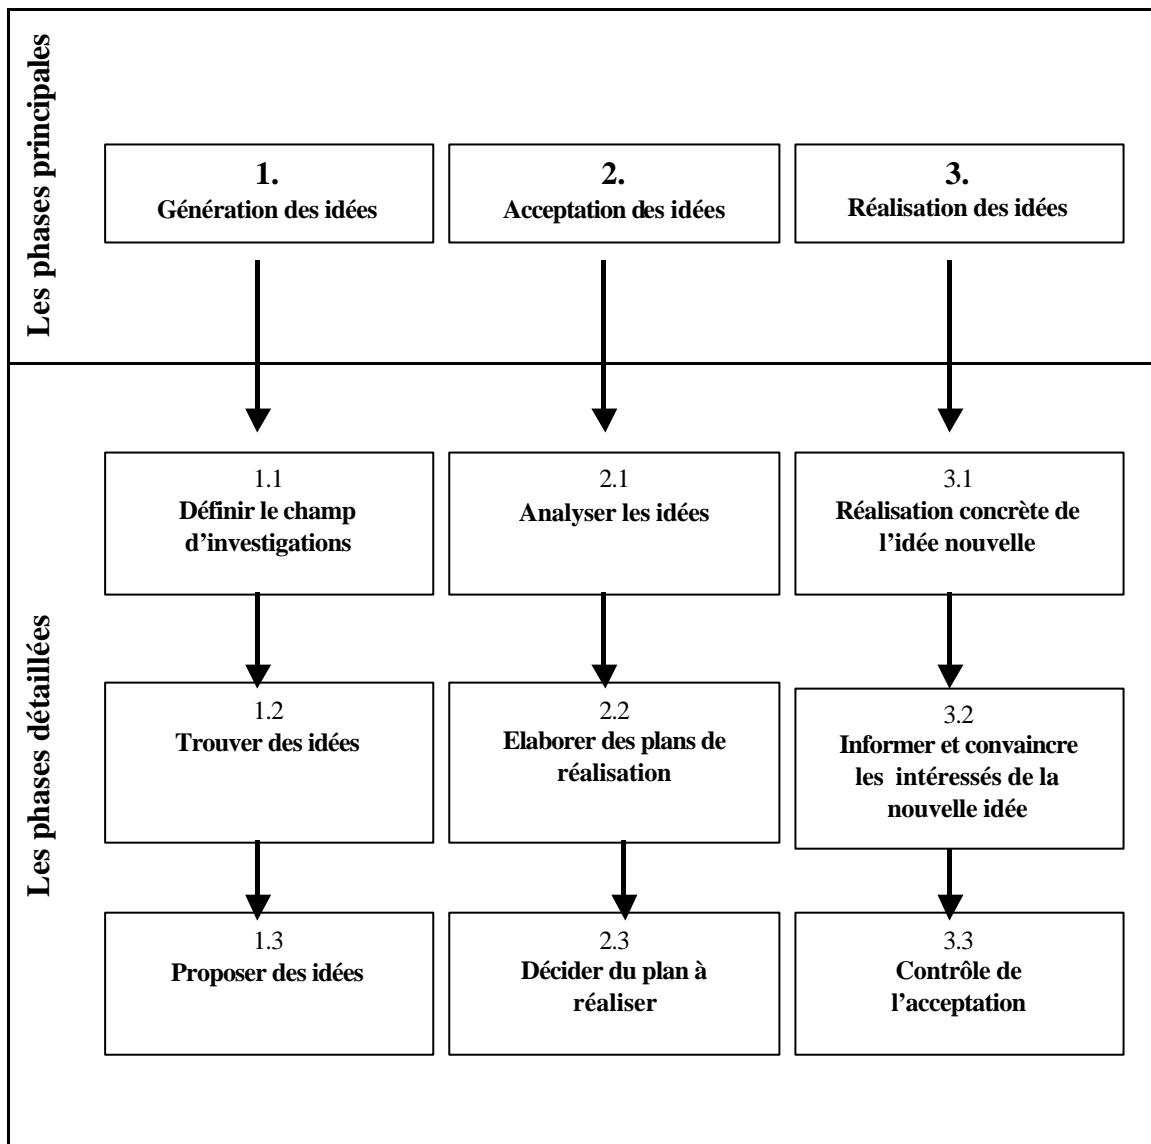 Les phases principales
1.
Génération des idées
2.
Acceptation des idées
3.
Réalisation des idées
Les phases détaillées
1.1
Définir le champ
d’investigations
2.1
Analyser les idées
3.1
Réalisation concrète de
l’idée nouvelle
1.2
Trouver des idées
2.2
Elaborer des plans de
réalisation
3.2
Informer et convaincre
les intéressés de la
nouvelle idée
1.3
Proposer des idées
2.3
Décider du plan à
réaliser
3.3
Contrôle de
l’acceptation